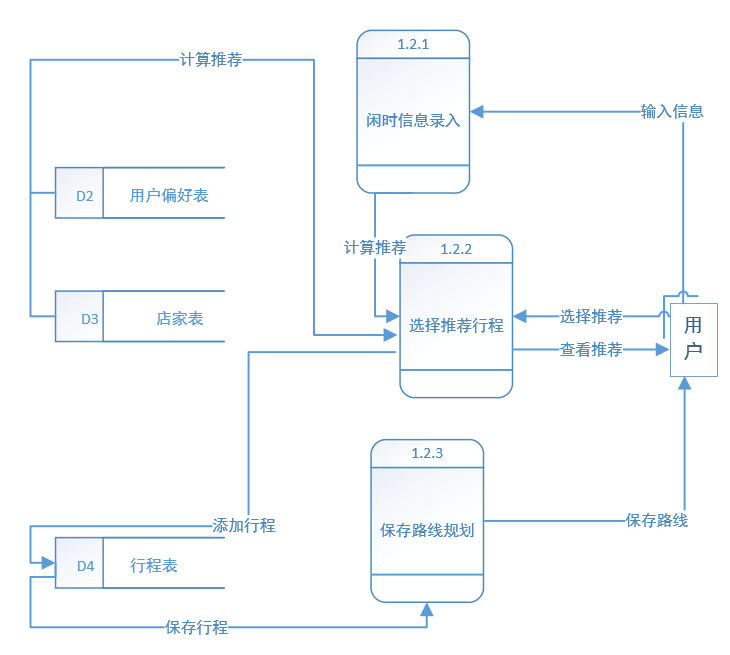 1.2.1
计算推荐
闲时信息录入
输入信息
D2
用户偏好表
计算推荐
1.2.2
D3
店家表
选择推荐行程
选择推荐
查看推荐
用
户
1.2.3
添加行程
保存路线规划
保存路线
D4
行程表
保存行程